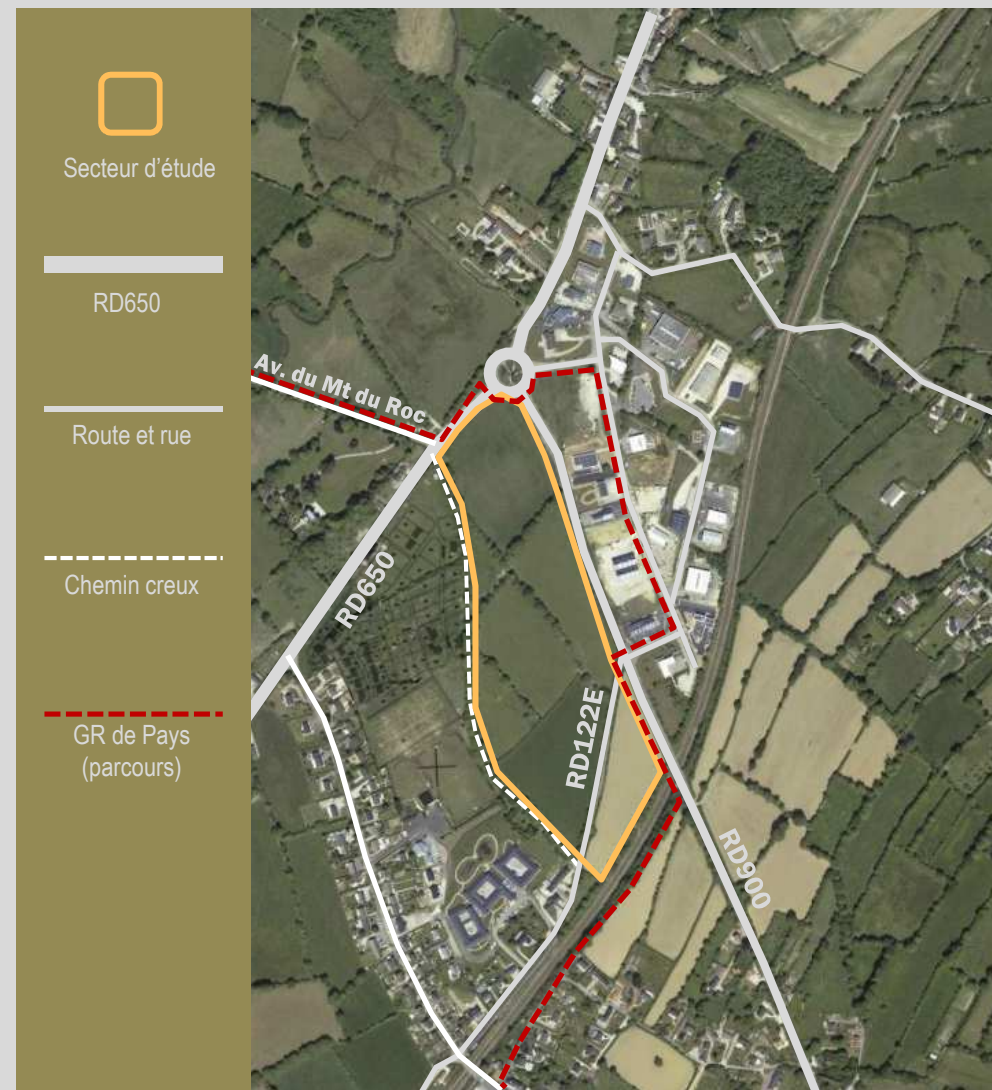 Secteur d'étude
RD650
Route et rue
Chemin creux
GR de Pays
(parcours)
Av. du Mt du Roc
RD650
RD122E
RD900